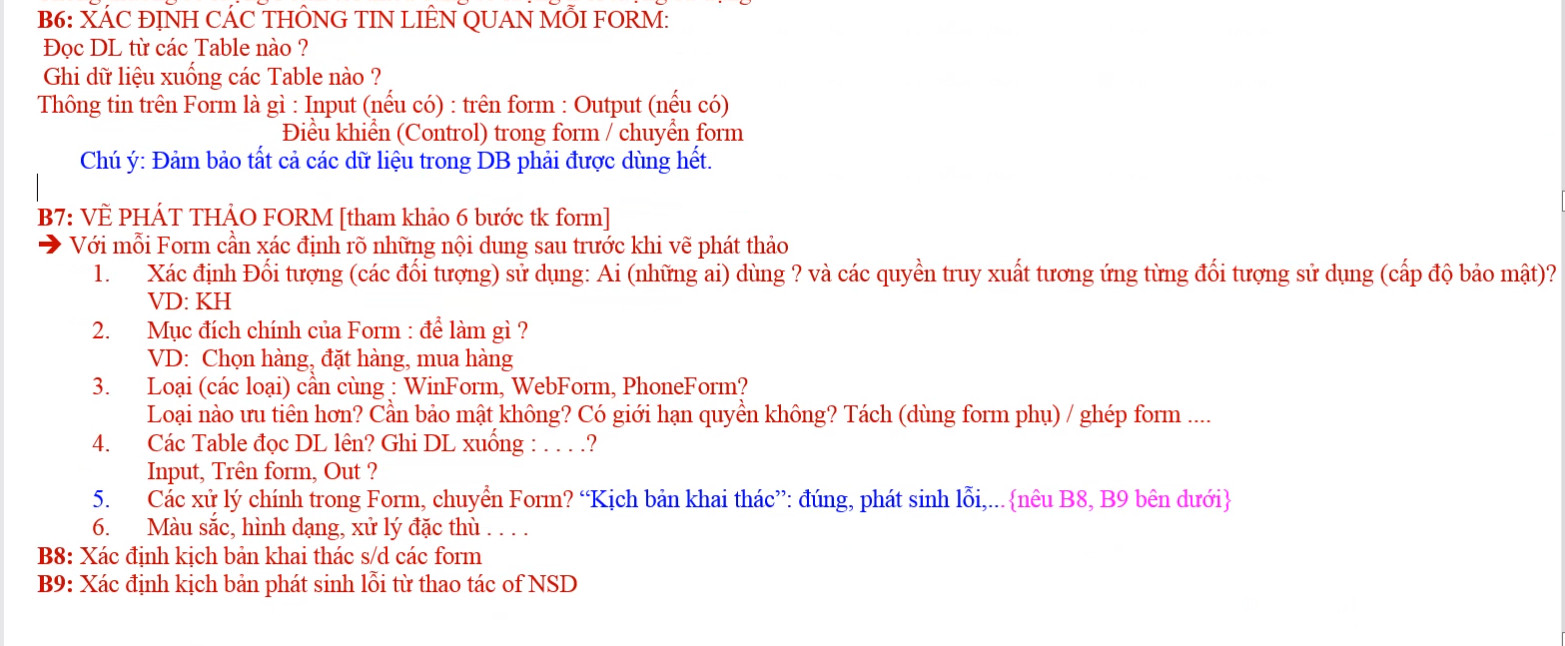 B6: XÁC ĐỊNH CÁC THÔNG TIN LIÊN QUAN MỖI FORM:
Đọc DL từ các Table nào ?
Ghi dữ liệu xuống các Table nào ?
Thông tin trên Form là gì : Input (nếu có) : trên form : Output (nếu có)
Điều khiển (Control) trong form / chuyển form
Chú ý: Đảm bảo tất cả các dữ liệu trong DB phải được dùng hết.
B7: VẼ PHÁT THẢO FORM [tham khảo 6 bước tk form]
➔ Với mỗi Form cần xác định rõ những nội dung sau trước khi vẽ phát thảo
1. Xác định Đối tượng (các đối tượng) sử dụng: Ai (những ai) dùng ? và các quyền truy xuất tương ứng từng đối tượng sử dụng (cấp độ bảo mật)?
VD: KH
2. Mục đích chính của Form : để làm gì ?
VD: Chọn hàng, đặt hàng, mua hàng
3. Loại (các loại) cần cùng : WinForm, WebForm, PhoneForm?
Loại nào ưu tiên hơn? Cần bảo mật không? Có giới hạn quyền không? Tách (dùng form phụ) / ghép form ....
4. Các Table đọc DL lên? Ghi DL xuống : . . . .?
Input, Trên form, Out ?
5. Các xử lý chính trong Form, chuyển Form? “Kịch bản khai thác”: đúng, phát sinh lỗi,...{nêu B8, B9 bên dưới}
6. Màu sắc, hình dạng, xử lý đặc thù . . . .
B8: Xác định kịch bản khai thác s/d các form
B9: Xác định kịch bản phát sinh lỗi từ thao tác of NSD